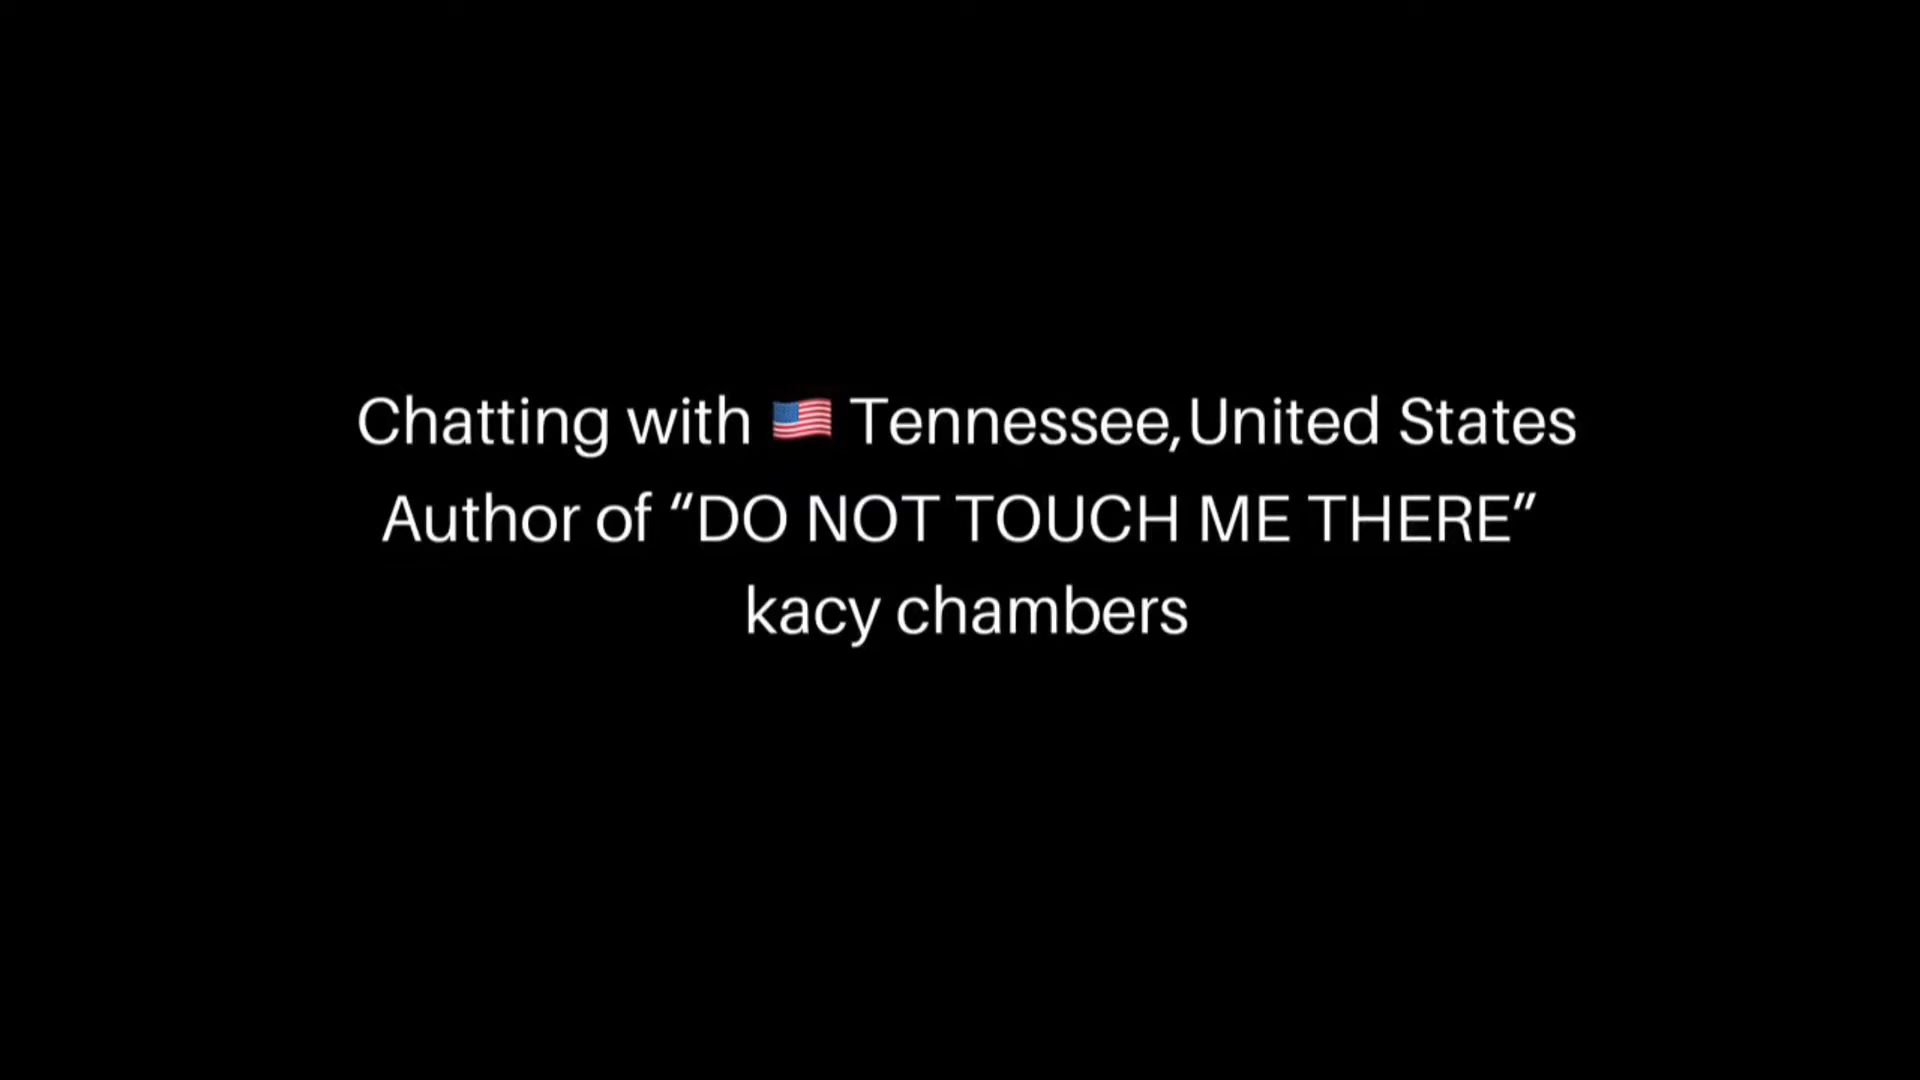 Chatting with 🇺🇸 Tennessee,United States
Author of “DO NOT TOUCH ME THERE”
kacy chambers